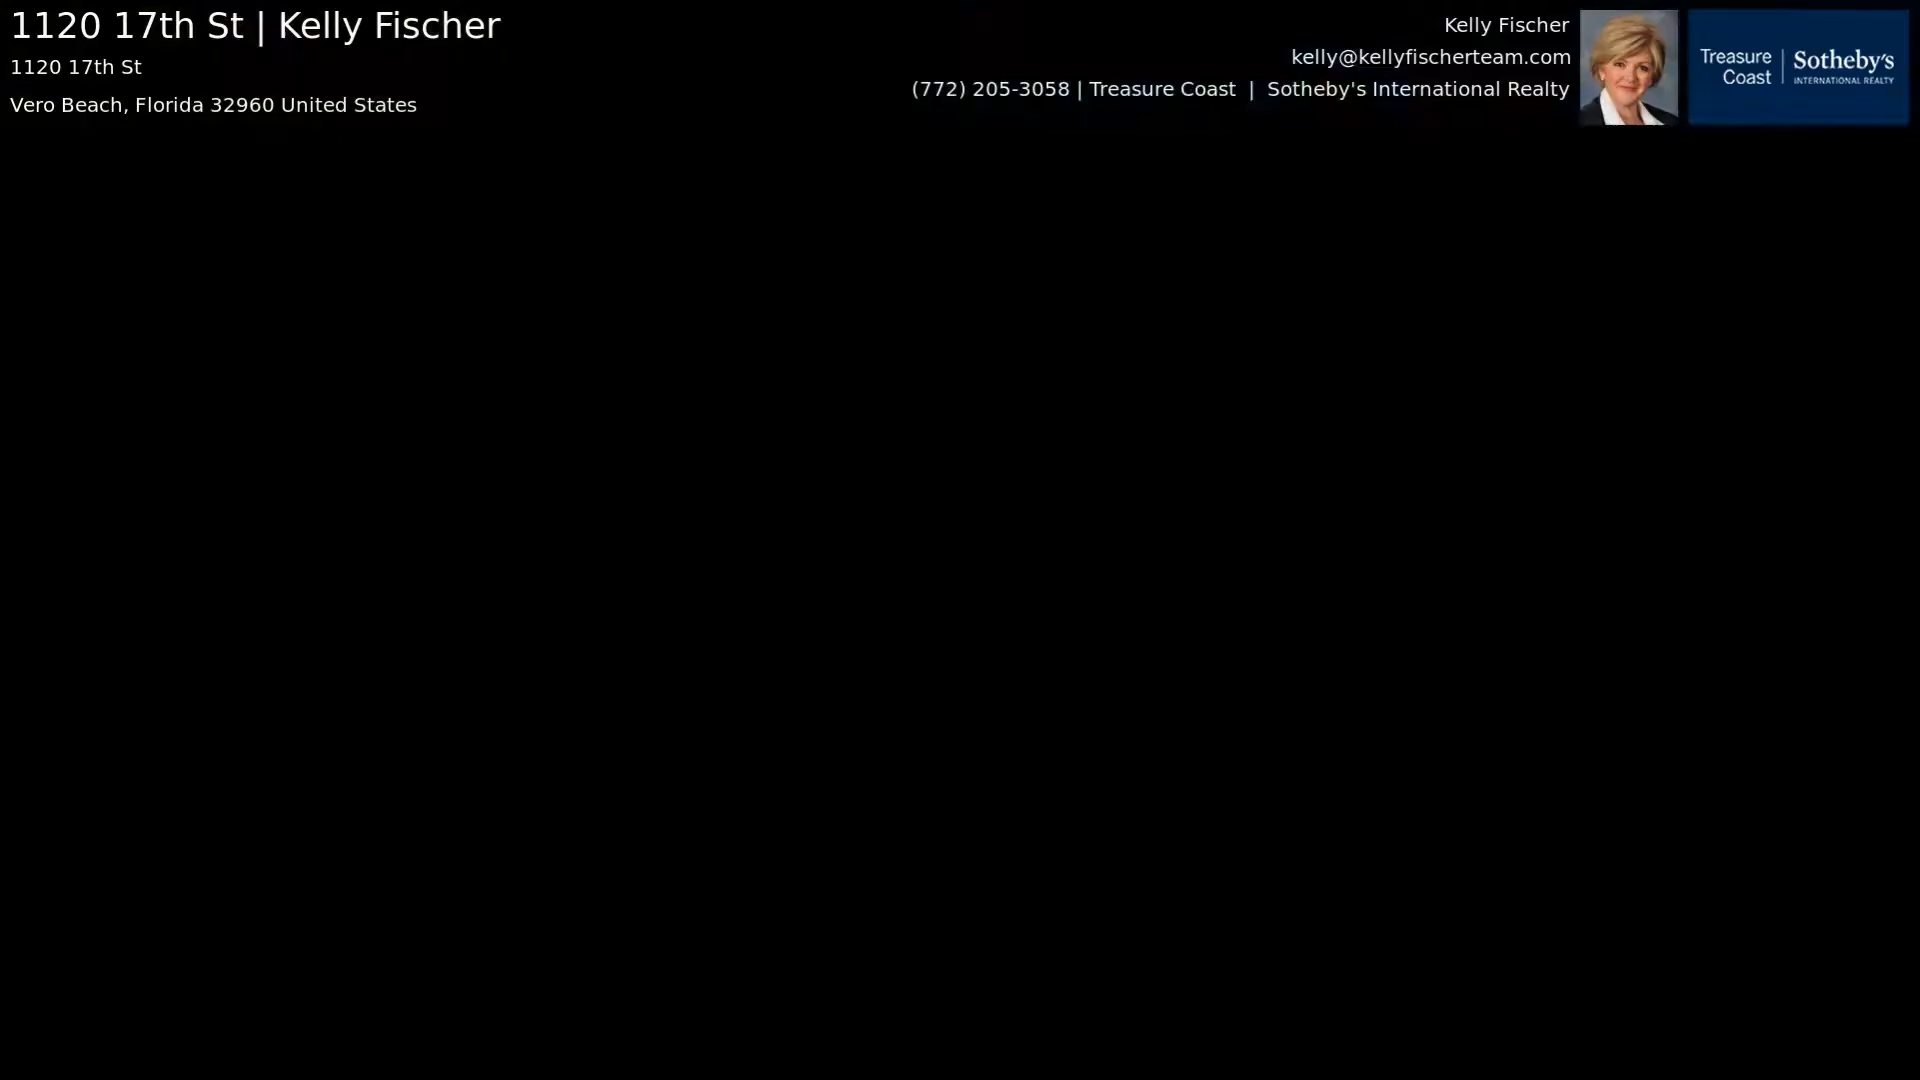 1120 17th St | Kelly Fischer
1120 17th St
Vero Beach, Florida 32960 United States
Kelly Fischer
kelly@kellyfischerteam.com
(772) 205-3058 | Treasure Coast | Sotheby's International Realty
Treasure Coast | Sotheby's INTERNATIONAL REALTY